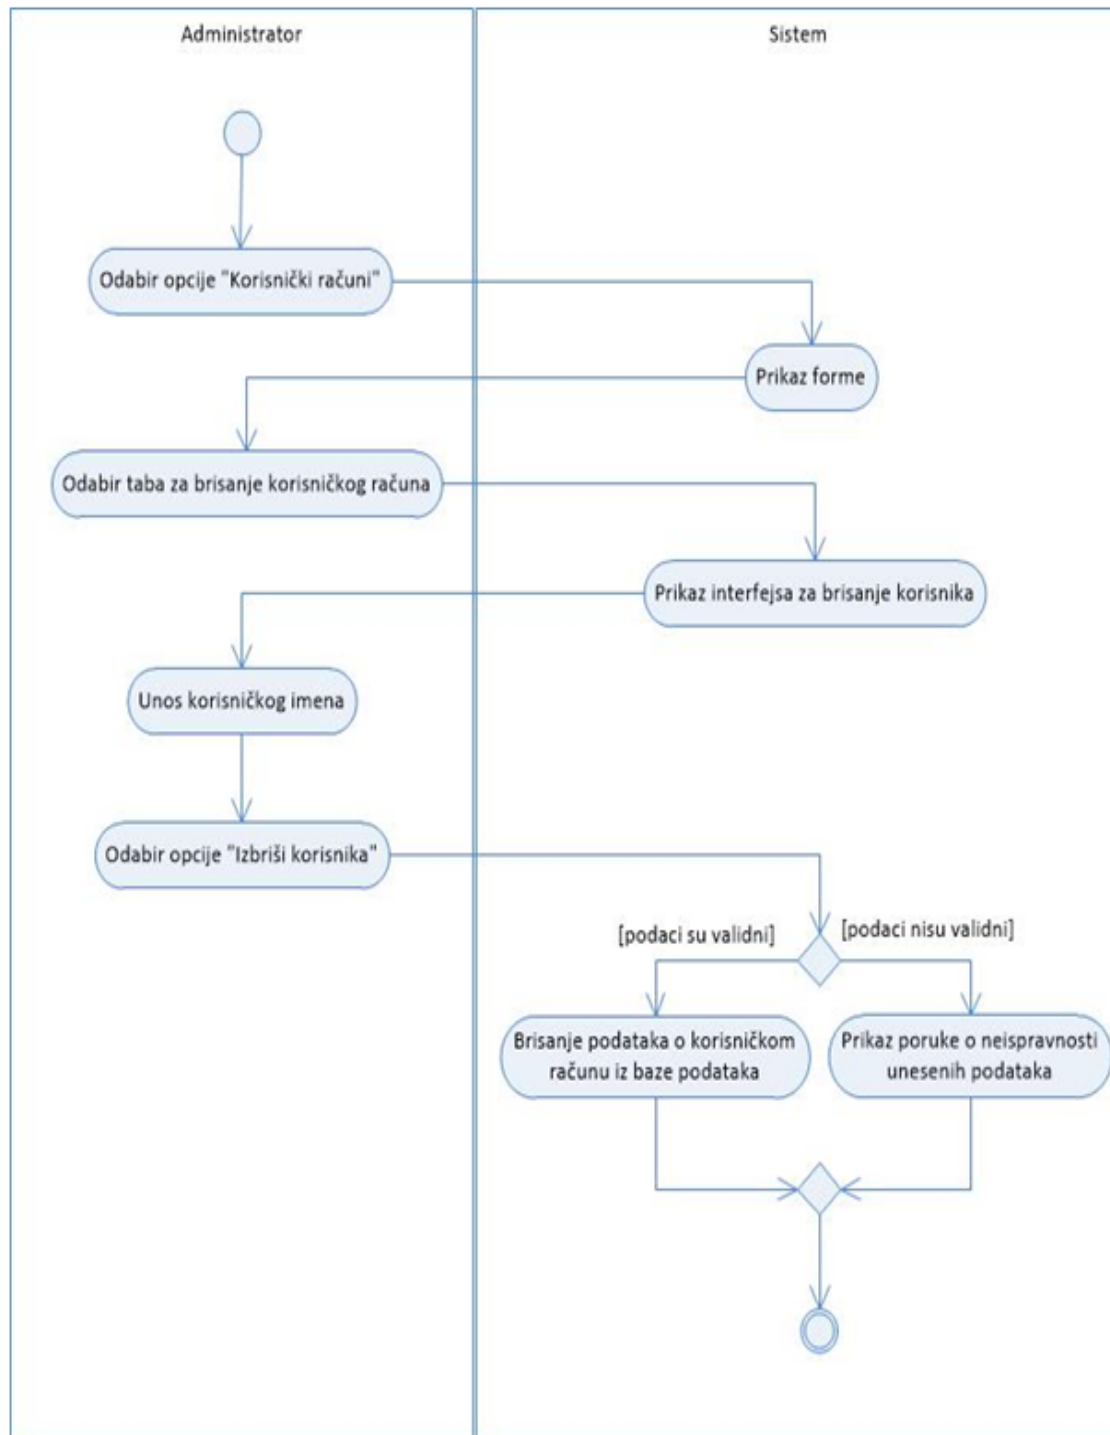 Administrator
Sistem
Odabir opcije "Korisnički računi"
Prikaz forme
Odabir taba za brisanje korisničkog računa
Prikaz interfejsa za brisanje korisnika
Unos korisničkog imena
Odabir opcije "Izbriši korisnika"
[podaci su validni]
[podaci nisu validni]
Brisanje podataka o korisničkom
računu iz baze podataka
Prikaz poruke o neispravnosti
unesenih podataka